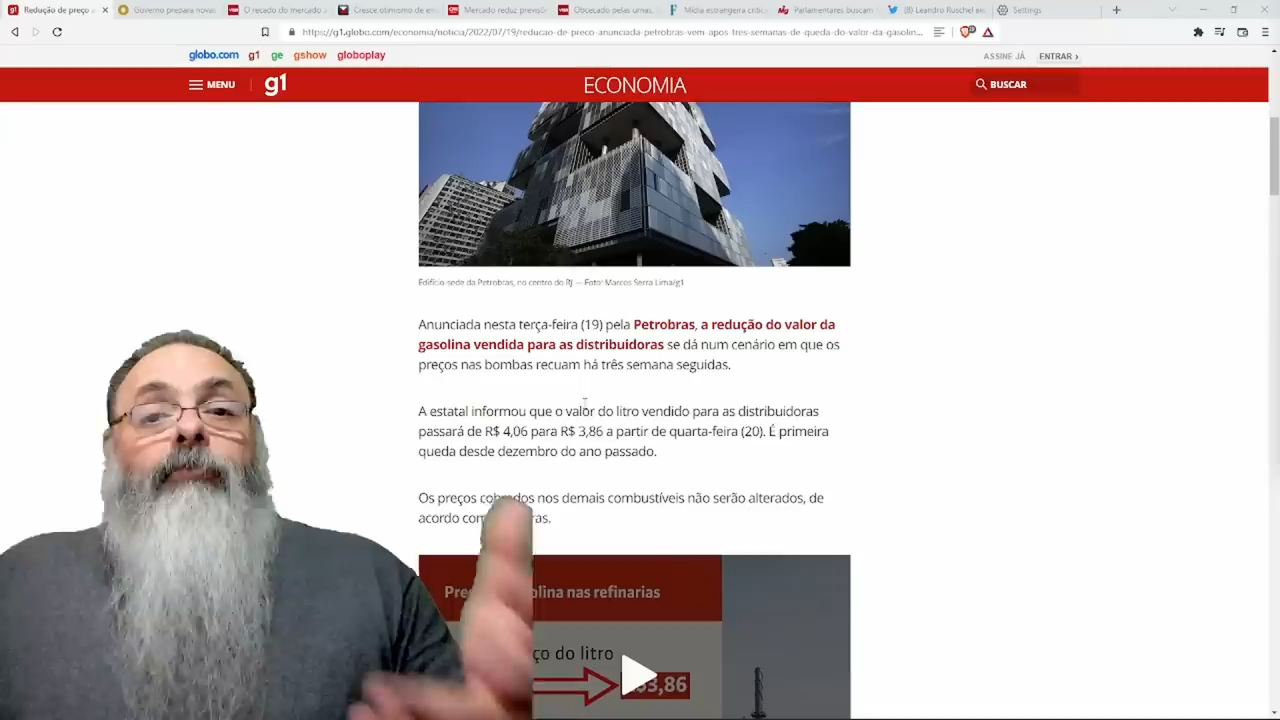 Redução de preço a
Governo prepara novas
O recado do mercado a
Cresce otimismo de em
Mercado reduz previsõ
Obcecado pelas urnas,
Mídia estrangeira critic
Parlamentares buscam
(8) Leandro Ruschel
Settings
https://g1.globo.com/economia/noticia/2022/07/19/reducao-de-preco-anunciada-petrobras-vem-apos-tres-semanas-de-queda-do-valor-da-gasolin...
globo.com g1 ge gshow globoplay
ASSINE JÁ ENTRAR ›
MENU g1 ECONOMIA BUSCAR
Edifício-sede da Petrobras, no centro do RJ — Foto: Marcos Serra Lima/g1
Anunciada nesta terça-feira (19) pela Petrobras, a redução do valor da
gasolina vendida para as distribuidoras se dá num cenário em que os
preços nas bombas recuam há três semana seguidas.
A estatal informou que o valor do litro vendido para as distribuidoras
passará de R$ 4,06 para R$ 3,86 a partir de quarta-feira (20). É primeira
queda desde dezembro do ano passado.
Os preços cobrados nos demais combustíveis não serão alterados, de
acordo com ras.
Pre olina nas refinarias
ço do litro
3,86